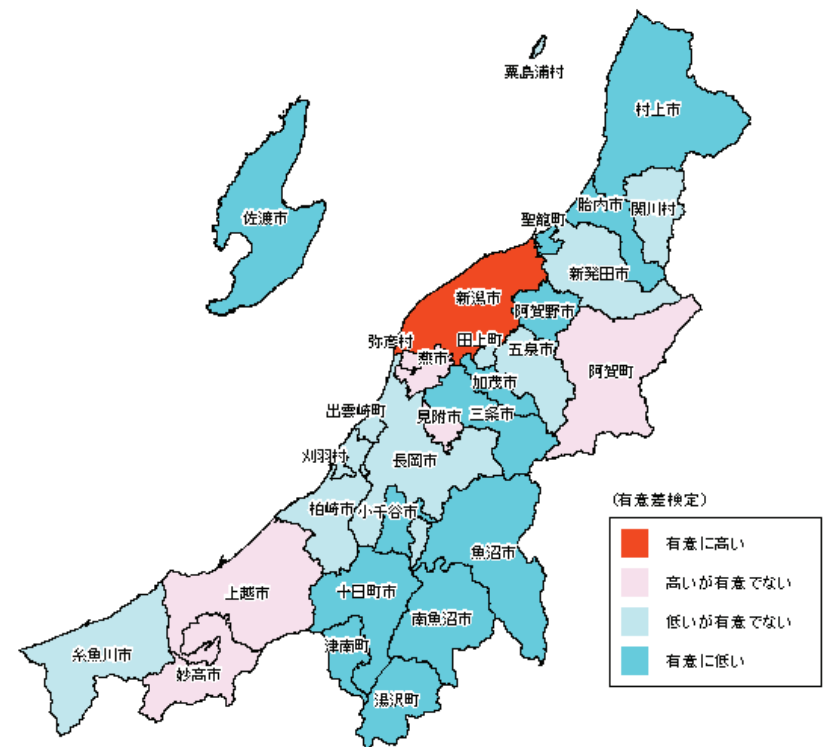 粟島浦村
村上市
佐渡市
胎内市
関川村
聖籠町
新発田市
新潟市
阿賀野市
弥彦村
田上町
五泉市
燕市
阿賀町
加茂市
出雲崎町
見附市
三条市
刈羽村
長岡市
柏崎市
小千谷市
魚沼市
上越市
十日町市
南魚沼市
津南町
糸魚川市
妙高市
湯沢町
(有意差検定)
有意に高い
高いが有意でない
低いが有意でない
有意に低い